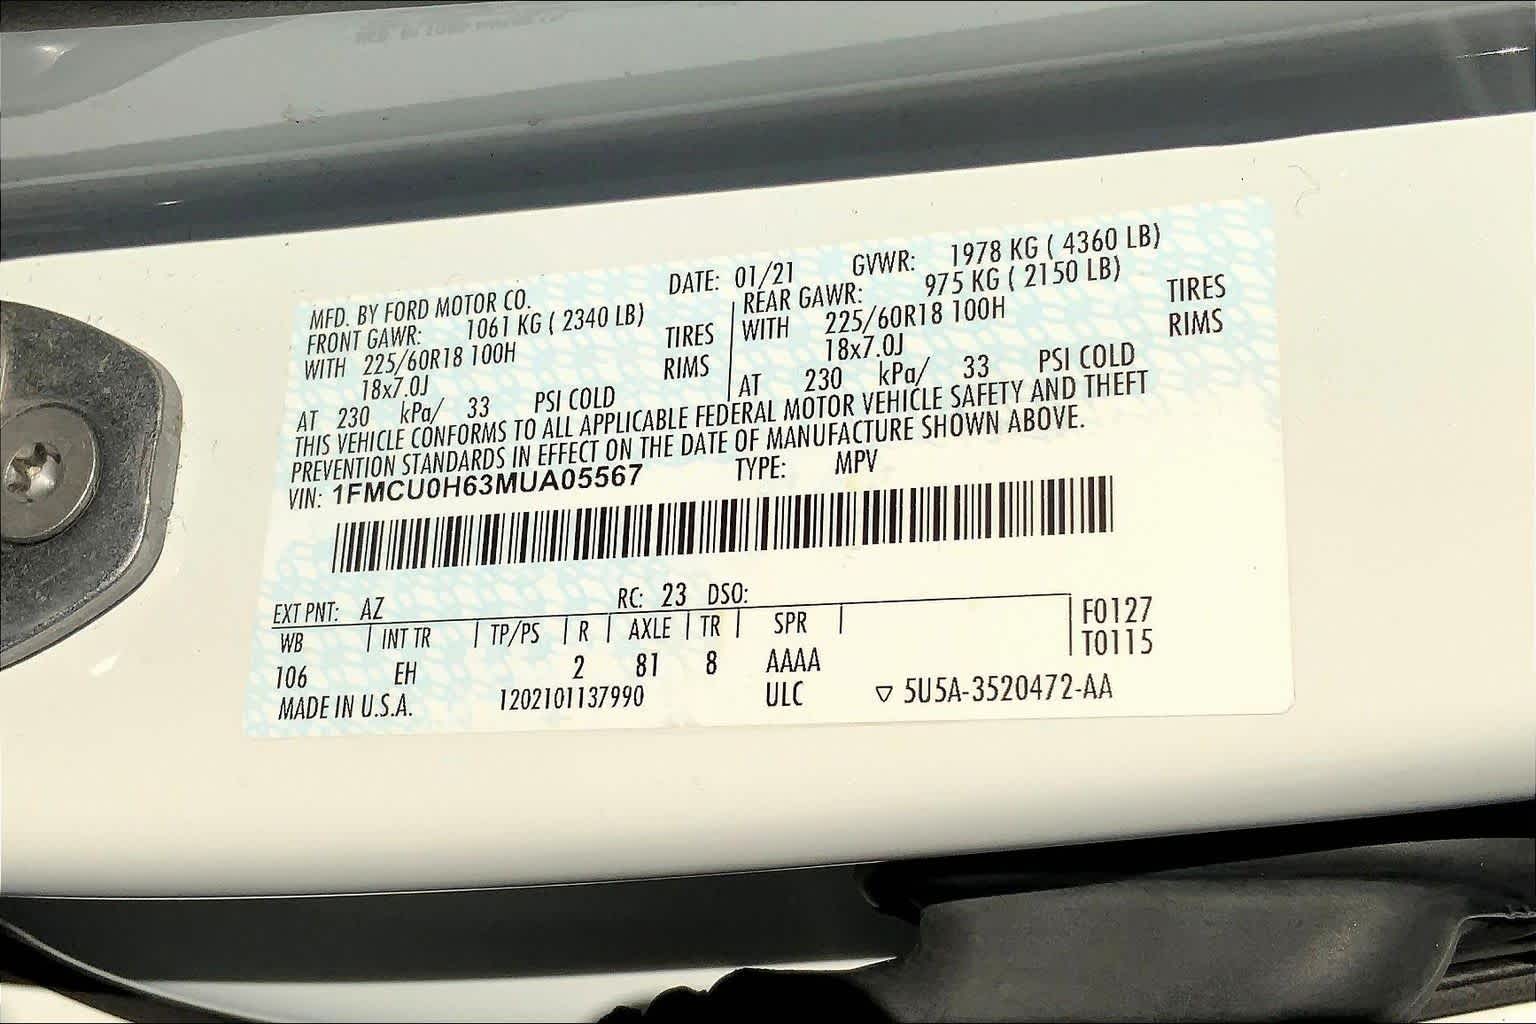 MFD. BY FORD MOTOR CO. DATE: 01/21 GVWR: 1978 KG ( 4360 LB)
FRONT GAWR: 1061 KG ( 2340 LB) REAR GAWR: 975 KG ( 2150 LB)
WITH 225/60R18 100H TIRES WITH 225/60R18 100H TIRES
18x7.0J RIMS 18x7.0J RIMS
AT 230 kPa/ 33 PSI COLD AT 230 kPa/ 33 PSI COLD
THIS VEHICLE CONFORMS TO ALL APPLICABLE FEDERAL MOTOR VEHICLE SAFETY AND THEFT
PREVENTION STANDARDS IN EFFECT ON THE DATE OF MANUFACTURE SHOWN ABOVE.
VIN: 1FMCU0H63MUA05567 TYPE: MPV
EXT PNT: AZ RC: 23 DSO:
WB INT TR TP/PS R AXLE TR SPR F0127
T0115
106 EH 2 81 8 AAAA
MADE IN U.S.A. 1202101137990 ULC ▽ 5U5A-3520472-AA